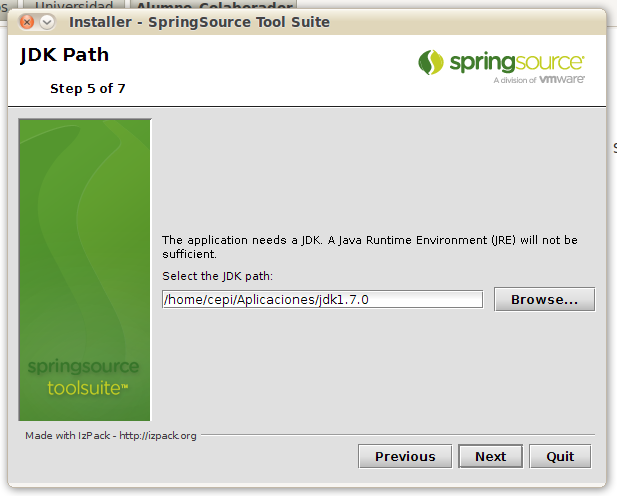 Universidad
Alumno-Colaborador
Installer - SpringSource Tool Suite
JDK Path
Step 5 of 7
springsource
A division of vmware
The application needs a JDK. A Java Runtime Environment (JRE) will not be
sufficient.
Select the JDK path:
/home/cepi/Aplicaciones/jdk1.7.0
Browse...
springsource
toolsuite™
Made with IzPack - http://izpack.org
Previous
Next
Quit